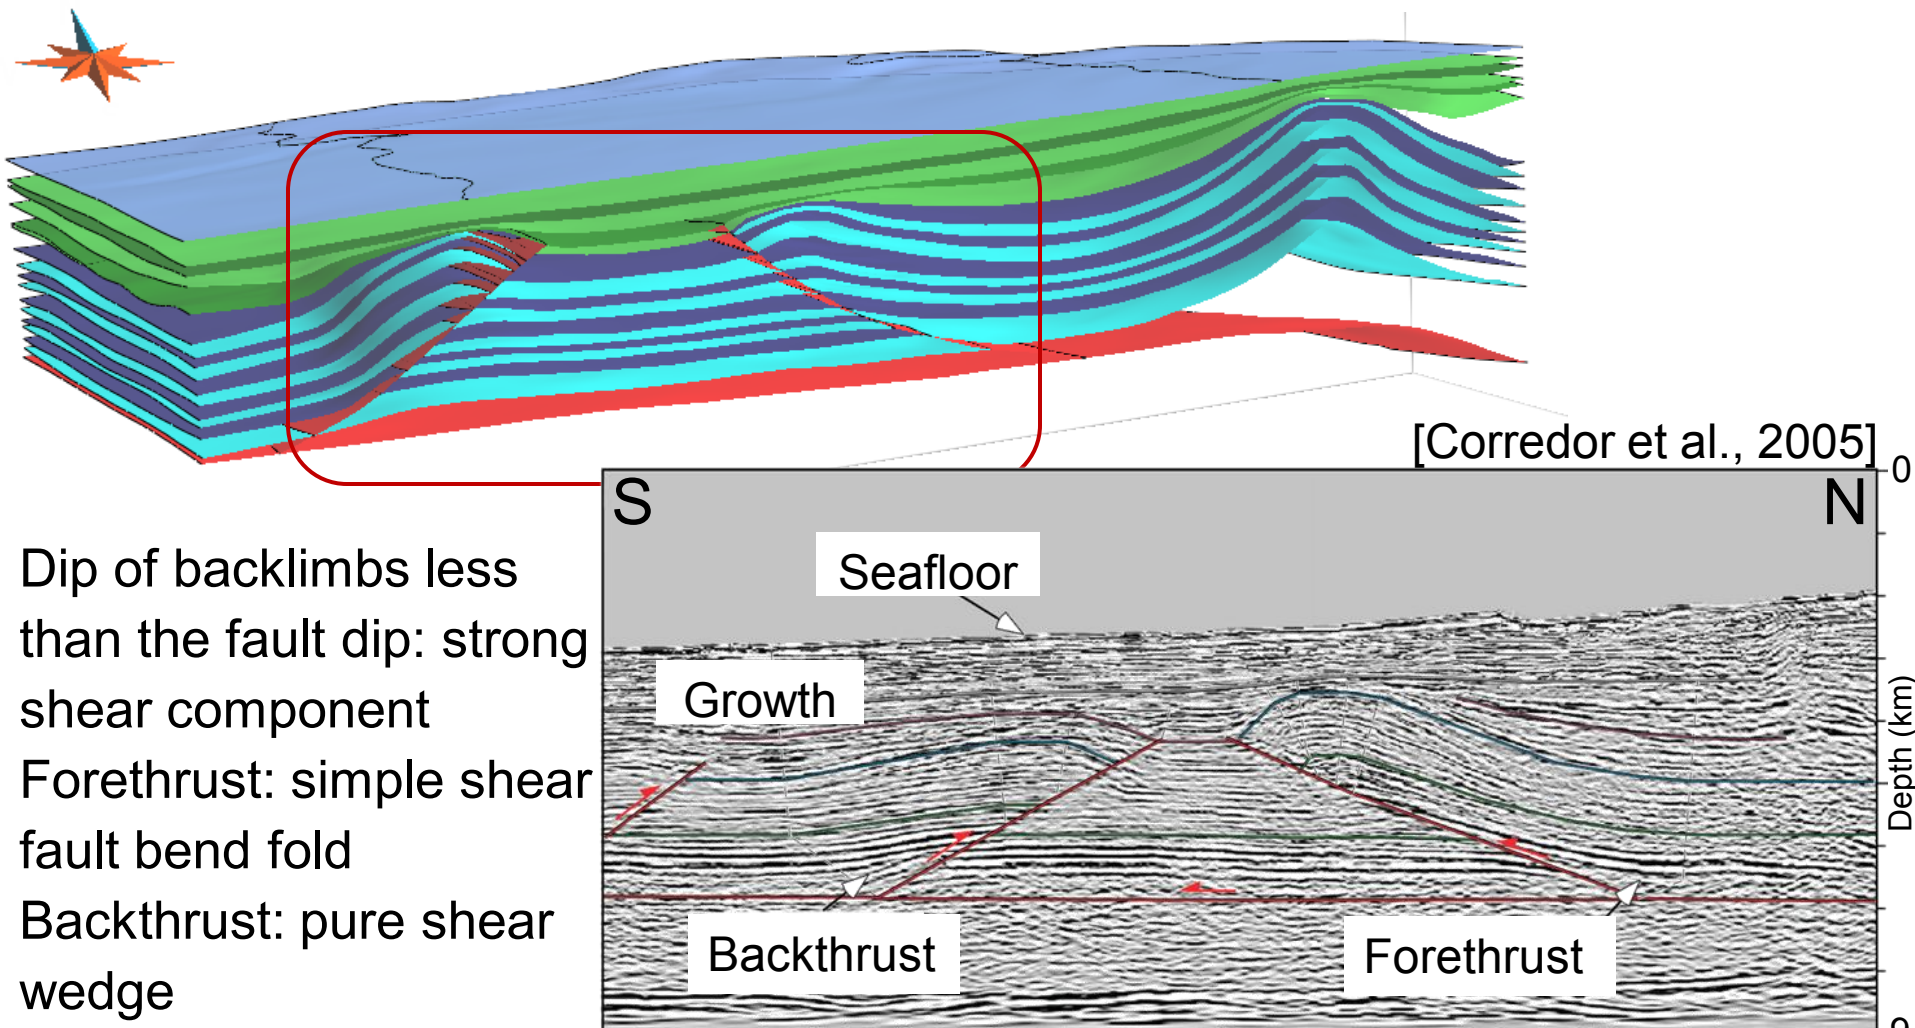 [Corredor et al., 2005]
0
S
N
Seafloor
Growth
Depth (km)
Backthrust
Forethrust
Dip of backlimbs less
than the fault dip: strong
shear component
Forethrust: simple shear
fault bend fold
Backthrust: pure shear
wedge